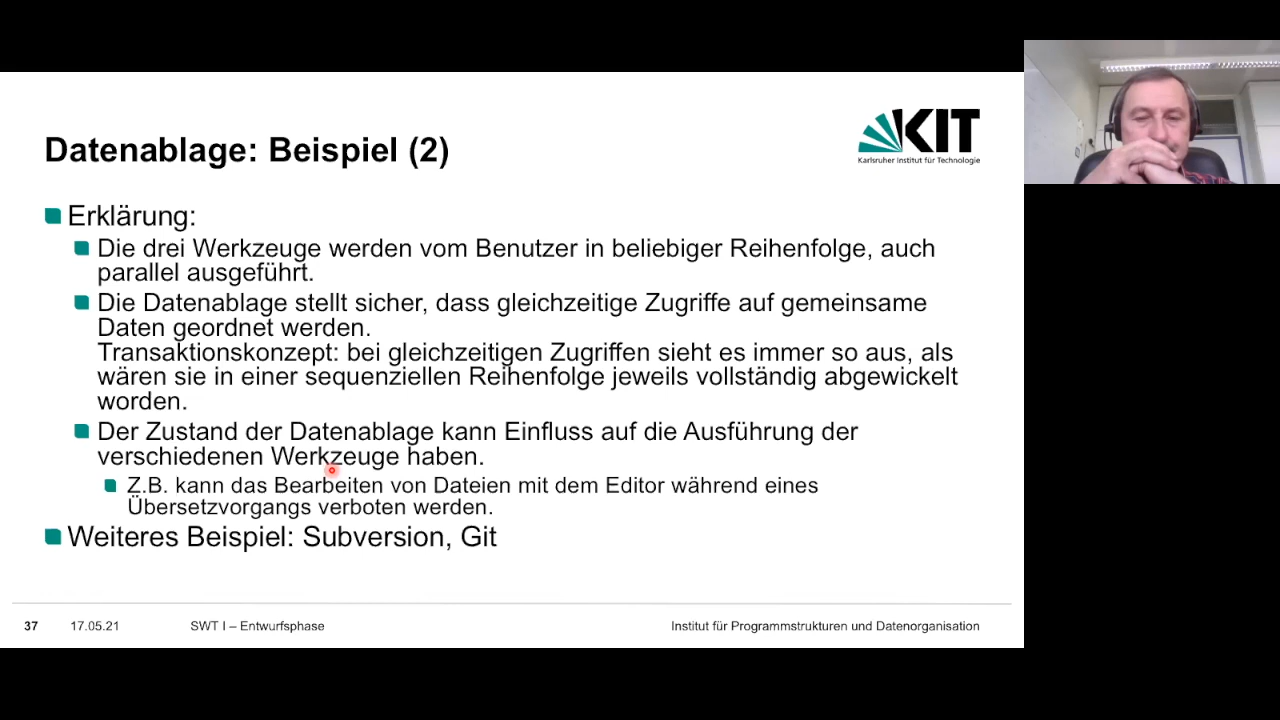 Datenablage: Beispiel (2)
KIT
Karlsruher Institut für Technologie
Erklärung:
Die drei Werkzeuge werden vom Benutzer in beliebiger Reihenfolge, auch
parallel ausgeführt.
Die Datenablage stellt sicher, dass gleichzeitige Zugriffe auf gemeinsame
Daten geordnet werden.
Transaktionskonzept: bei gleichzeitigen Zugriffen sieht es immer so aus, als
wären sie in einer sequenziellen Reihenfolge jeweils vollständig abgewickelt
worden.
Der Zustand der Datenablage kann Einfluss auf die Ausführung der
verschiedenen Werkzeuge haben.
Z.B. kann das Bearbeiten von Dateien mit dem Editor während eines
Übersetzvorgangs verboten werden.
Weiteres Beispiel: Subversion, Git
37 17.05.21 SWT I – Entwurfsphase Institut für Programmstrukturen und Datenorganisation